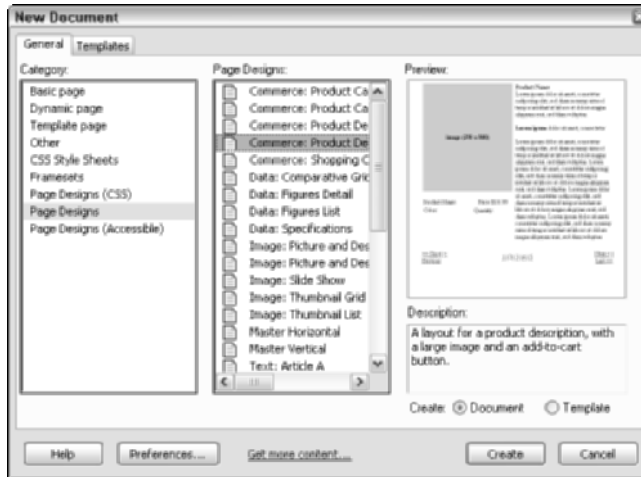 New Document
General
Templates
Category:
Basic page
Dynamic page
Template page
Other
CSS Style Sheets
Framesets
Page Designs (CSS)
Page Designs
Page Designs (Accessible)
Page Designs:
Commerce: Product Ca
Commerce: Product Ca
Commerce: Product De
Commerce: Product De
Commerce: Shopping C
Data: Comparative Gric
Data: Figures Detail
Data: Figures List
Data: Specifications
Image: Picture and Des
Image: Picture and Des
Image: Slide Show
Image: Thumbnail Grid
Image: Thumbnail List
Master Horizontal
Master Vertical
Text: Article A
Preview:
Product Name
Description:
A layout for a product description, with
a large image and an add-to-cart
button.
Create: Document Template
Help
Preferences...
Get more content...
Create
Cancel